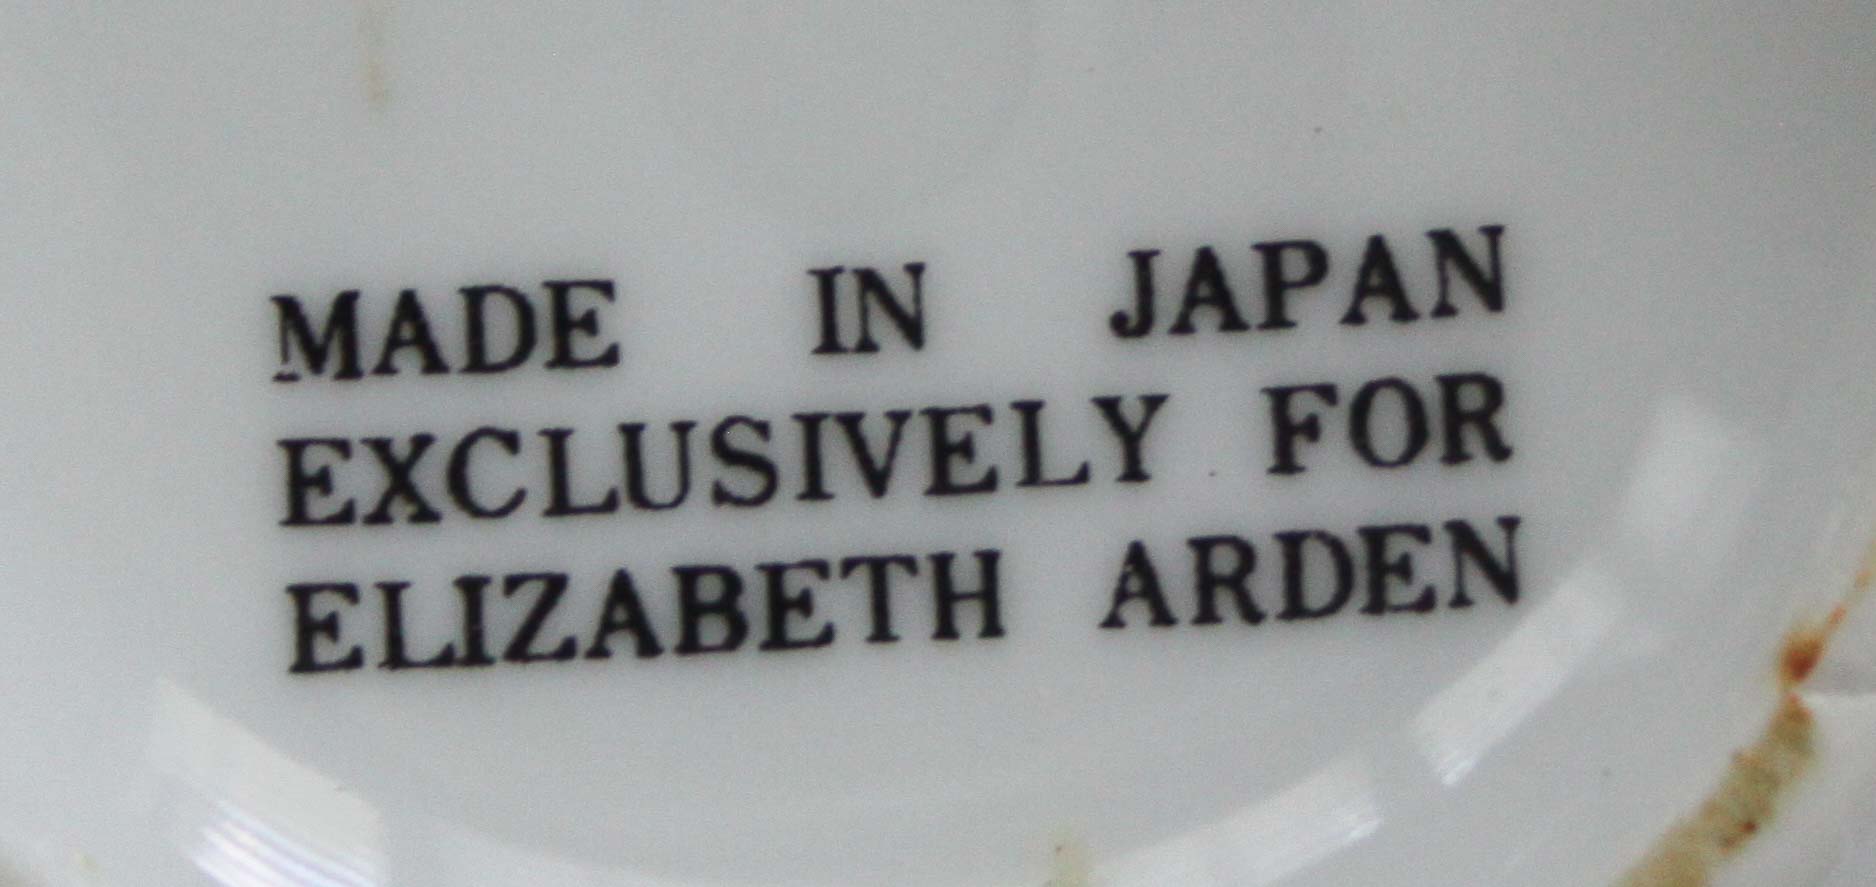 MADE IN JAPAN
EXCLUSIVELY FOR
ELIZABETH ARDEN